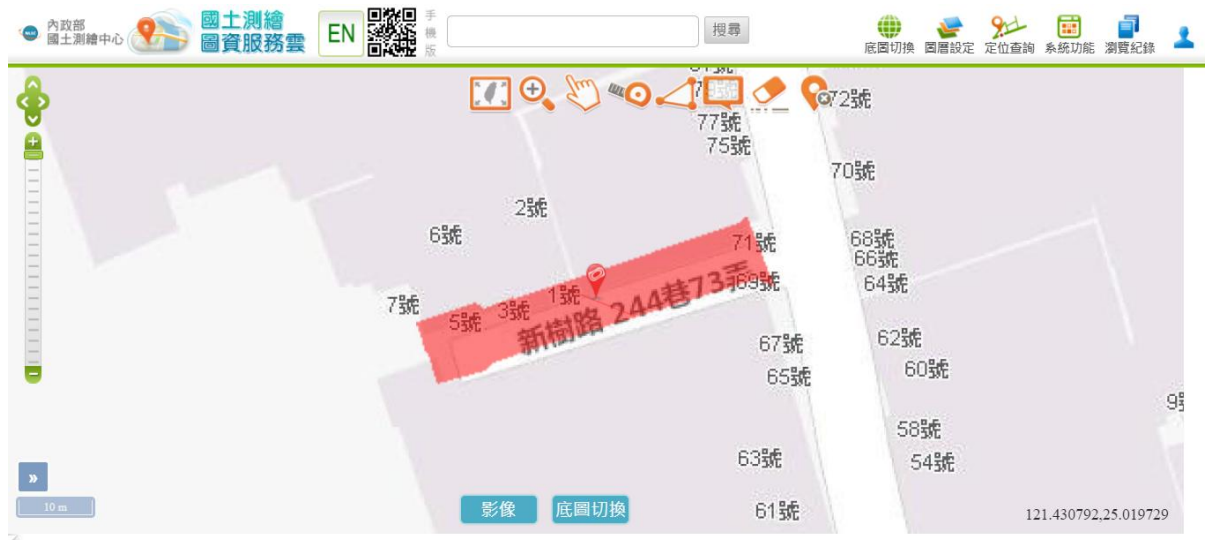 內政部
國土測繪中心
國土測繪
圖資服務雲
EN
手機版
搜尋
底圖切換
圖層設定
定位查詢
系統功能
瀏覽紀錄
72號
77號
75號
70號
2號
6號
71號
68號
66號
69號
64號
7號
5號
3號
1號
新樹路 244巷73弄
67號
62號
65號
60號
58號
63號
54號
61號
»
10 m
影像
底圖切換
121.430792,25.019729